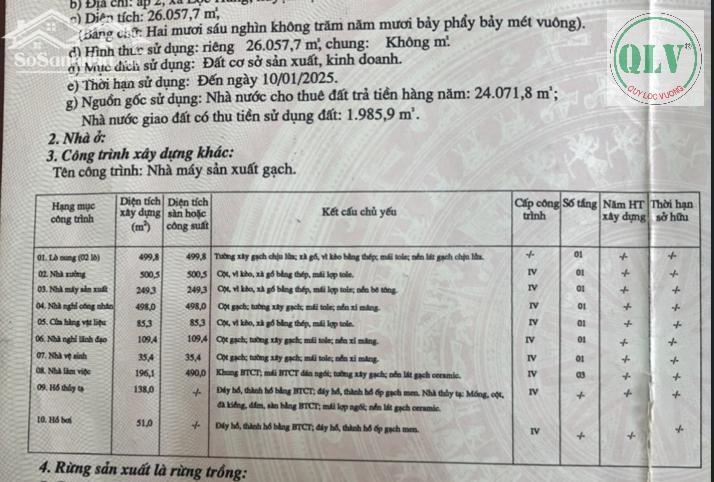 b) Địa chỉ: ấp 2, xã Lộc
c) Diện tích: 26.057,7 m²,
(Bằng chữ: Hai mươi sáu nghìn không trăm năm mươi bảy phẩy bảy mét vuông).
d) Hình thức sử dụng: riêng 26.057,7 m², chung: Không m².
đ) Mục đích sử dụng: Đất cơ sở sản xuất, kinh doanh.
e) Thời hạn sử dụng: Đến ngày 10/01/2025.
g) Nguồn gốc sử dụng: Nhà nước cho thuê đất trả tiền hàng năm: 24.071,8 m²;
Nhà nước giao đất có thu tiền sử dụng đất: 1.985,9 m².
QLV
QUY LOC VUONG
2. Nhà ở:
3. Công trình xây dựng khác:
Tên công trình: Nhà máy sản xuất gạch.
Hạng mục công trình Diện tích xây dựng (m²) Diện tích sàn hoặc công suất Kết cấu chủ yếu Cấp công trình Số tầng Năm HT xây dựng Thời hạn sở hữu
01. Lò nung (02 lò) 499,8 499,8 Tường xây gạch chịu lửa; xà gồ, vì kèo bằng thép; mái tole; nền lát gạch chịu lửa. -/- 01 -/- -/-
02. Nhà xưởng 500,5 500,5 Cột, vì kèo, xà gồ bằng thép, mái lợp tole. IV 01 -/- -/-
03. Nhà máy sản xuất 249,3 249,3 Cột, vì kèo, xà gồ bằng thép, mái lợp tole; nền bê tông. IV 01 -/- -/-
04. Nhà nghỉ công nhân 498,0 498,0 Cột gạch; tường xây gạch; mái tole; nền xi măng. IV 01 -/- -/-
05. Cửa hàng vật liệu 85,3 85,3 Cột, vì kèo, xà gồ bằng thép, mái lợp tole. IV 01 -/- -/-
06. Nhà nghỉ lãnh đạo 109,4 109,4 Cột gạch; tường xây gạch; mái tole; nền xi măng. IV 01 -/- -/-
07. Nhà vệ sinh 35,4 35,4 Cột gạch; tường xây gạch; mái tole; nền xi măng. IV 01 -/- -/-
08. Nhà làm việc 196,1 490,0 Khung BTCT; mái BTCT dán ngói; tường xây gạch; nền lát gạch ceramic. IV 03 -/- -/-
09. Hồ thủy tạ 138,0 -/- Đáy hồ, thành hồ bằng BTCT; đáy hồ, thành hồ ốp gạch men. Nhà thủy tạ: Móng, cột, IV -/- -/- -/-
đà kiềng, dầm, sàn bằng BTCT; mái lợp ngói; nền lát gạch ceramic.
10. Hồ bơi 51,0 -/- Đáy hồ, thành hồ bằng BTCT; đáy hồ, thành hồ ốp gạch men. IV -/- -/- -/-
4. Rừng sản xuất là rừng trồng: